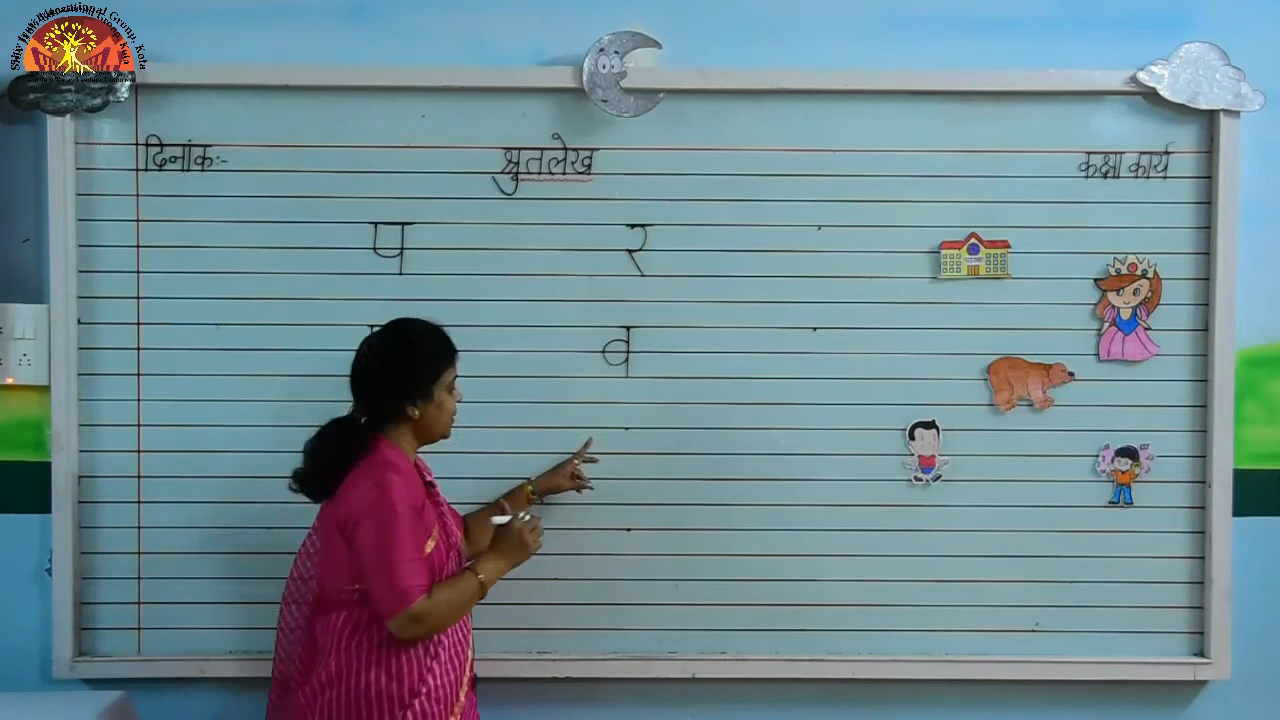 दिनांकः- श्रुतलेख कक्षा कार्य
प र
व